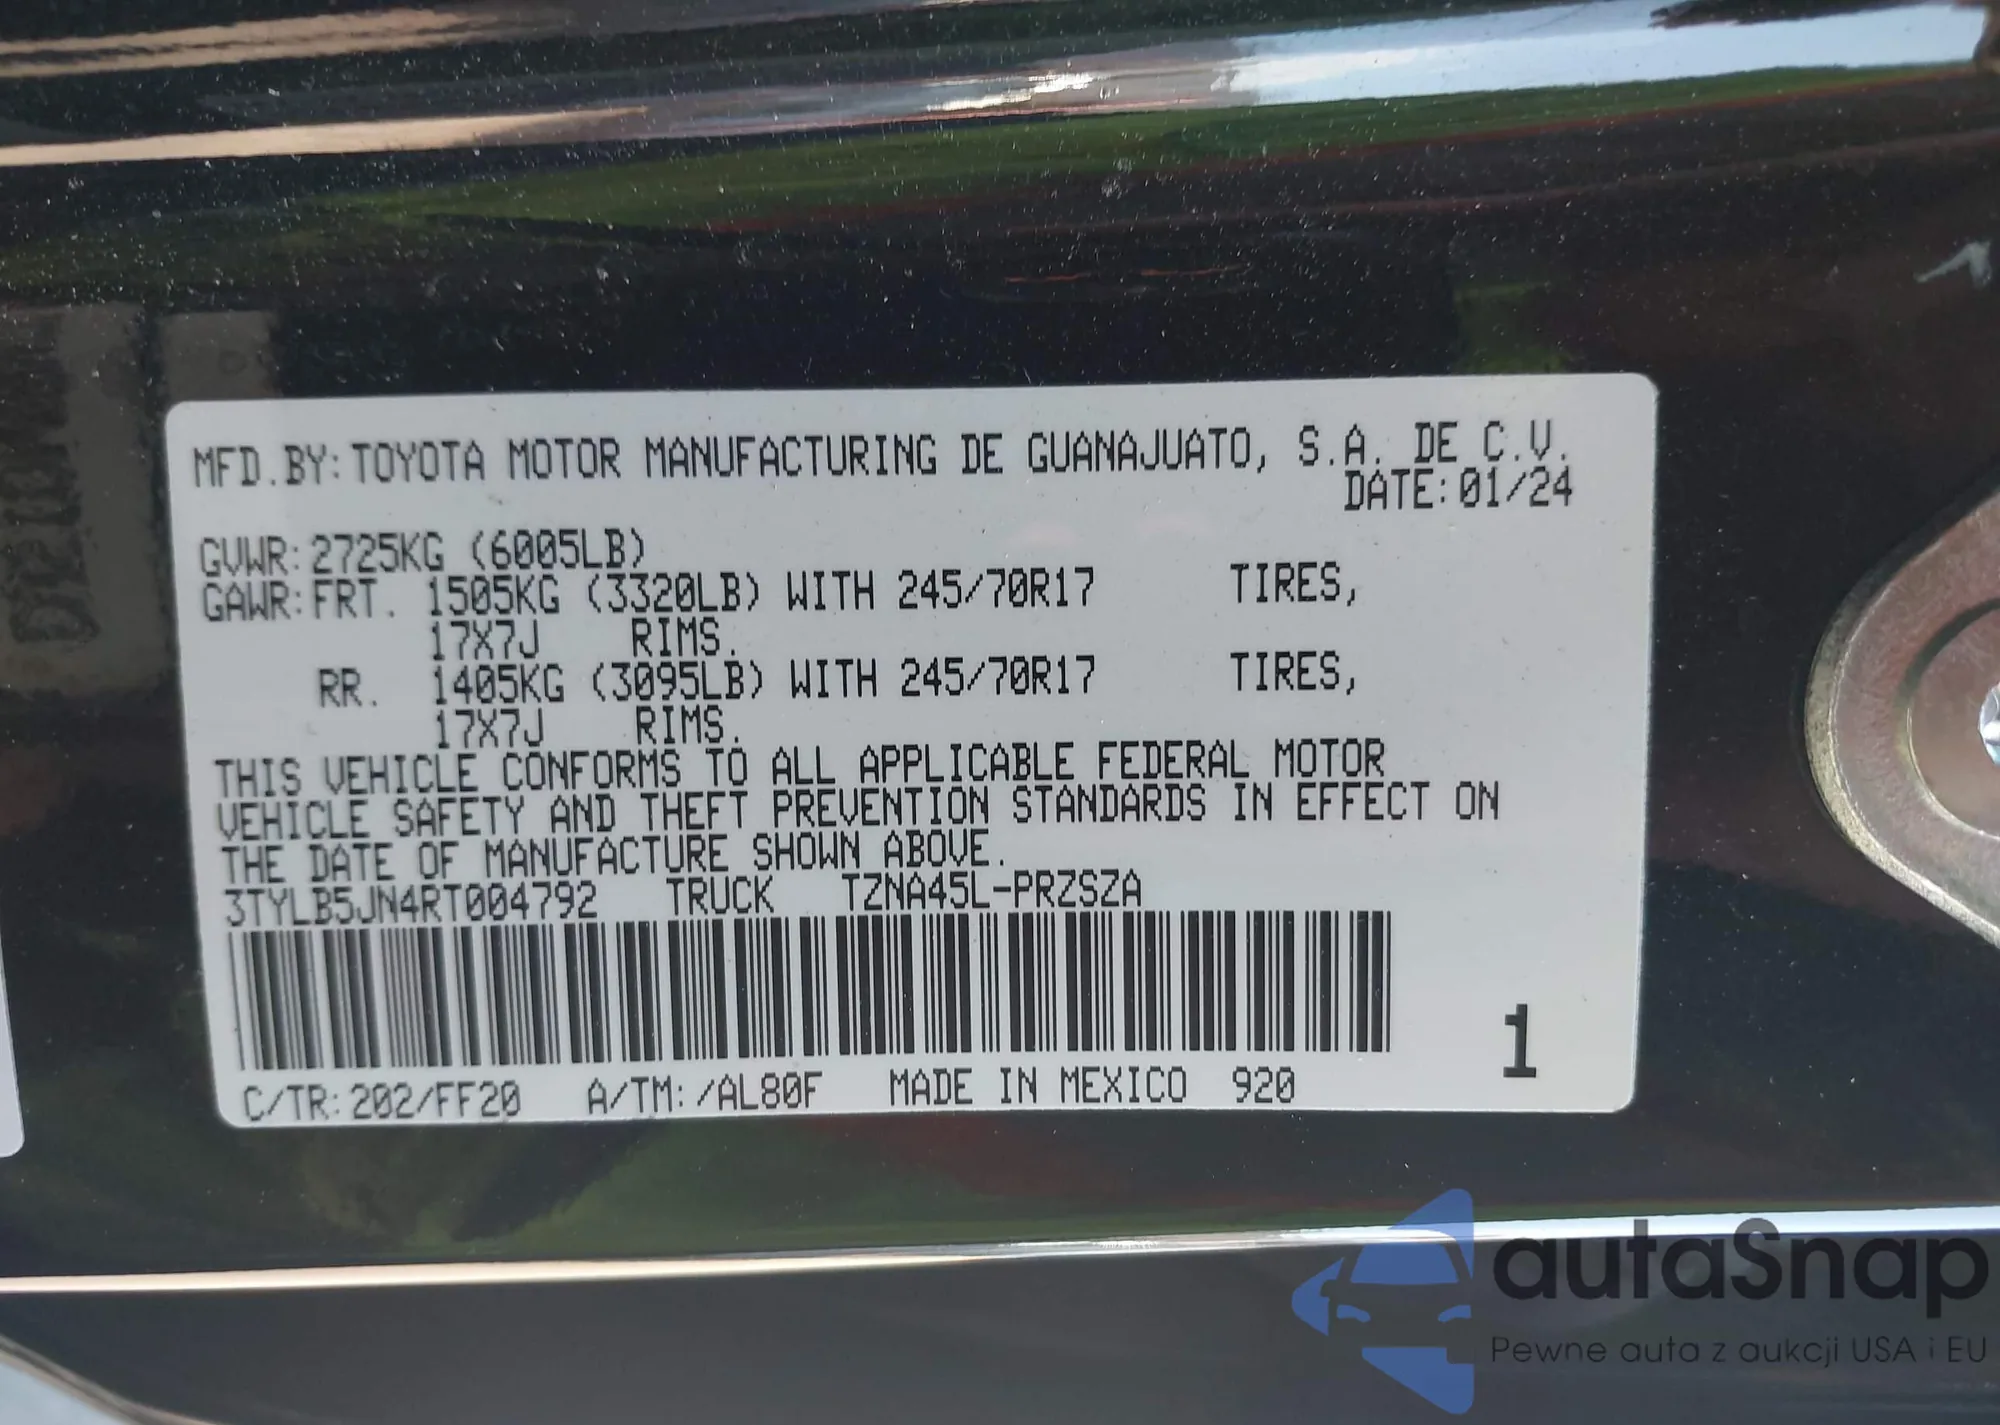 MFD.BY:TOYOTA MOTOR MANUFACTURING DE GUANAJUATO, S.A. DE C.V.
DATE:01/24
GVWR:2725KG (6005LB)
GAWR:FRT. 1505KG (3320LB) WITH 245/70R17 TIRES,
17X7J RIMS.
RR. 1405KG (3095LB) WITH 245/70R17 TIRES,
17X7J RIMS.
THIS VEHICLE CONFORMS TO ALL APPLICABLE FEDERAL MOTOR
VEHICLE SAFETY AND THEFT PREVENTION STANDARDS IN EFFECT ON
THE DATE OF MANUFACTURE SHOWN ABOVE.
3TYLB5JN4RT004792 TRUCK TZNA45L-PRZSZA
1
C/TR:202/FF20 A/TM:/AL80F MADE IN MEXICO 920
autaSnap
Pewne auta z aukcji USA i EU